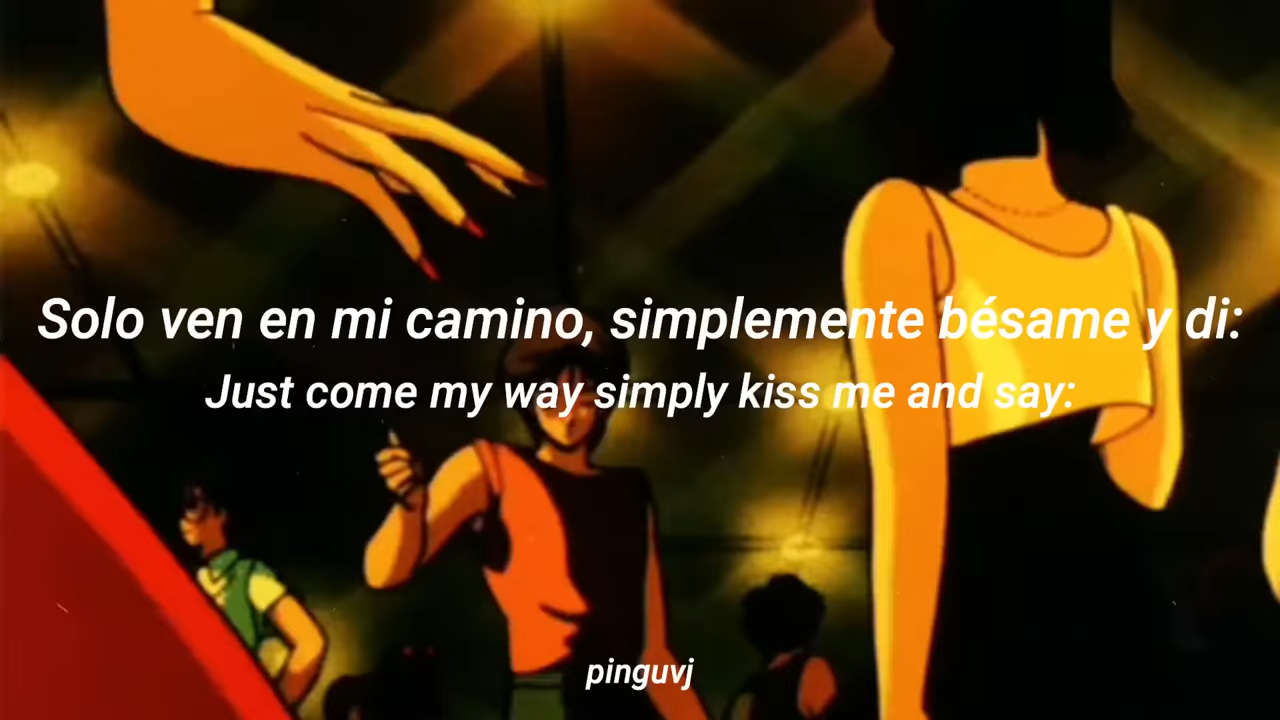 Solo ven en mi camino, simplemente bésame y di:
Just come my way simply kiss me and say:
pinguvj